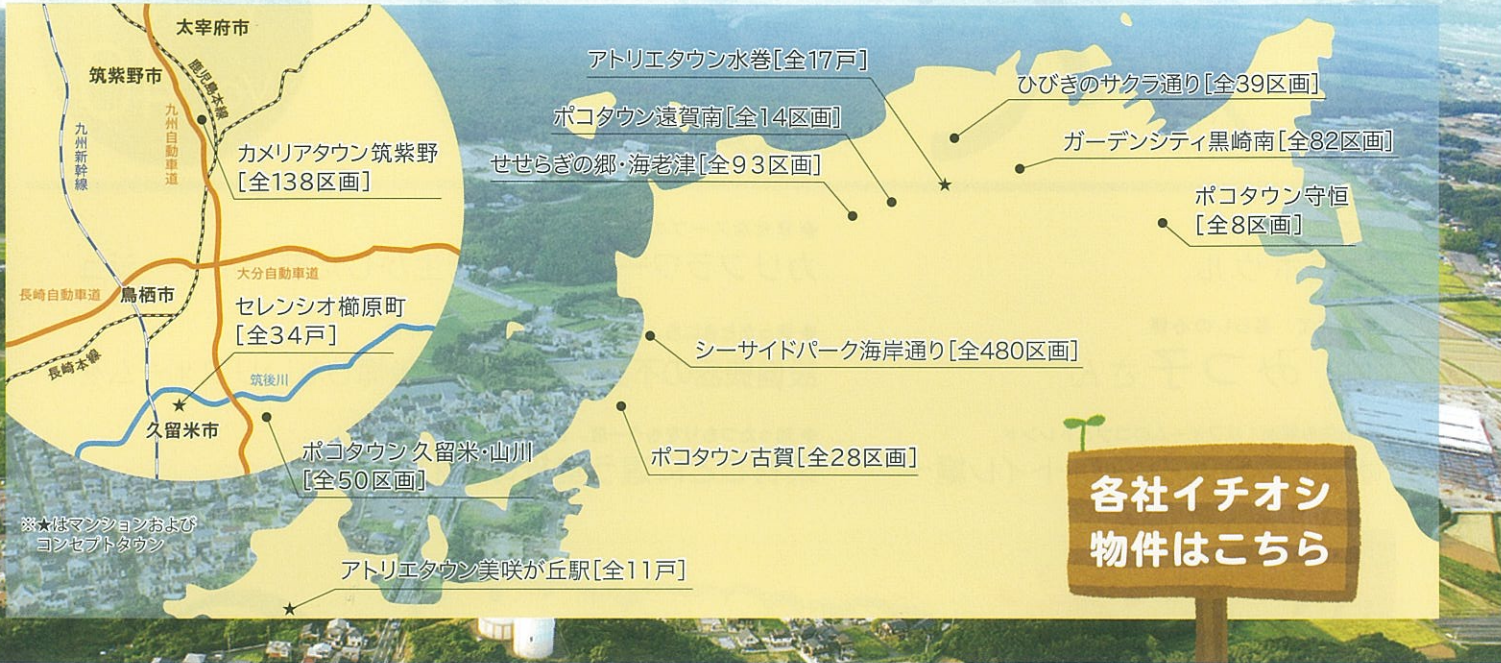 太宰府市
筑紫野市
鹿児島本線
九州自動車道
九州新幹線
カメリアタウン筑紫野
[全138区画]
大分自動車道
長崎自動車道
鳥栖市
セレンシオ櫛原町
[全34戸]
長崎本線
筑後川
久留米市
ポコタウン 久留米・山川
[全50区画]
※★はマンションおよび
コンセプトタウン
アトリエタウン水巻[全17戸]
ひびきのサクラ通り[全39区画]
ポコタウン遠賀南[全14区画]
ガーデンシティ黒崎南[全82区画]
せせらぎの郷・海老津[全93区画]
ポコタウン守恒
[全8区画]
シーサイドパーク海岸通り[全480区画]
ポコタウン古賀[全28区画]
アトリエタウン美咲が丘駅[全11戸]
各社イチオシ
物件はこちら